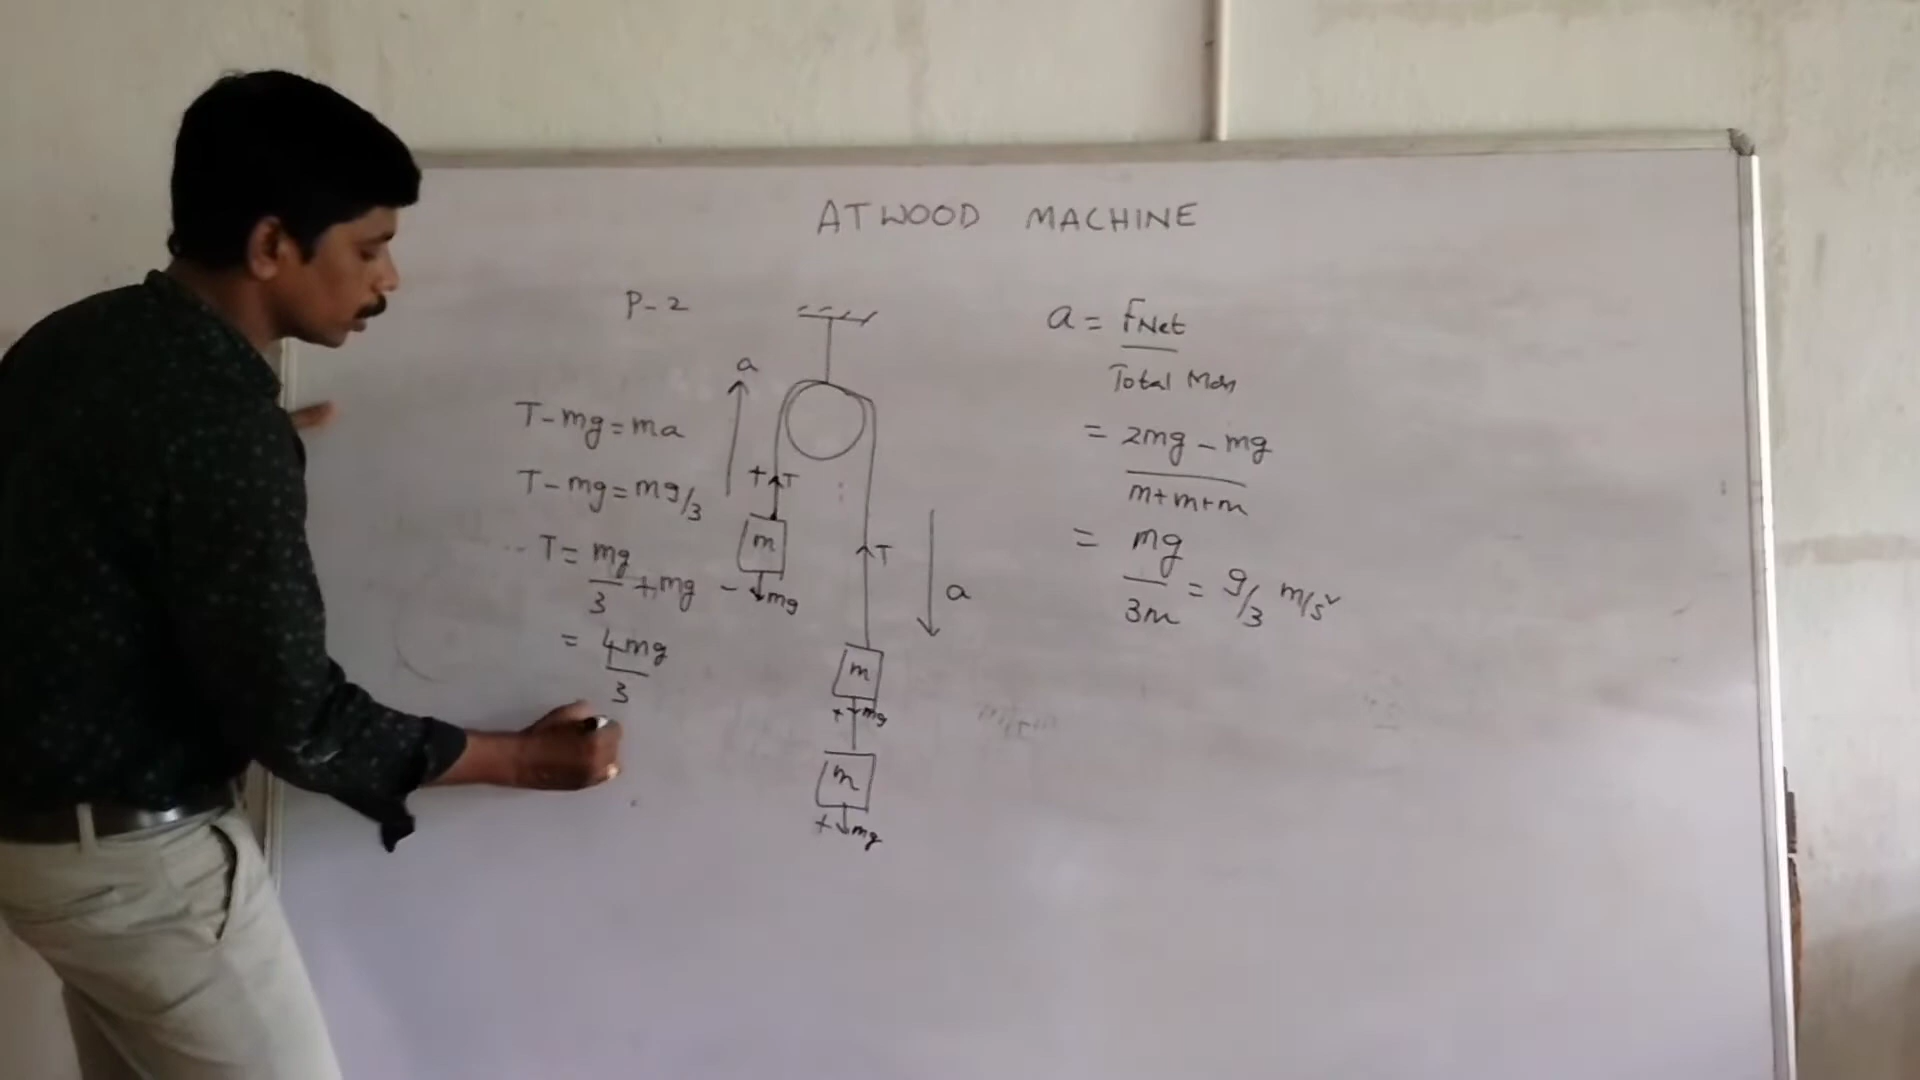 ATWOOD MACHINE
P-2
T-mg=ma
T-mg=mg/3
T=mg/3+mg
=4mg/3
a
+ T
m
- mg
T
a
m
+ mg
m
+ mg
a=FNet/Total
=2mg-mg/m+m+m
=mg/3m=g/3 m/s²